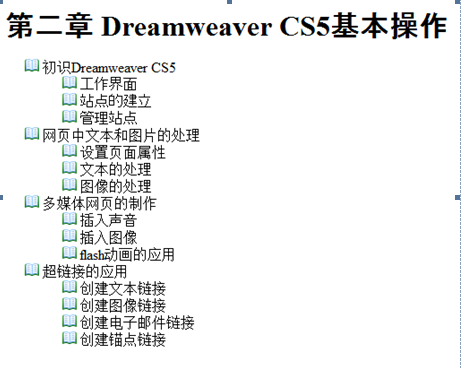 第二章 Dreamweaver CS5基本操作
初识Dreamweaver CS5
工作界面
站点的建立
管理站点
网页中文本和图片的处理
设置页面属性
文本的处理
图像的处理
多媒体网页的制作
插入声音
插入图像
flash动画的应用
超链接的应用
创建文本链接
创建图像链接
创建电子邮件链接
创建锚点链接